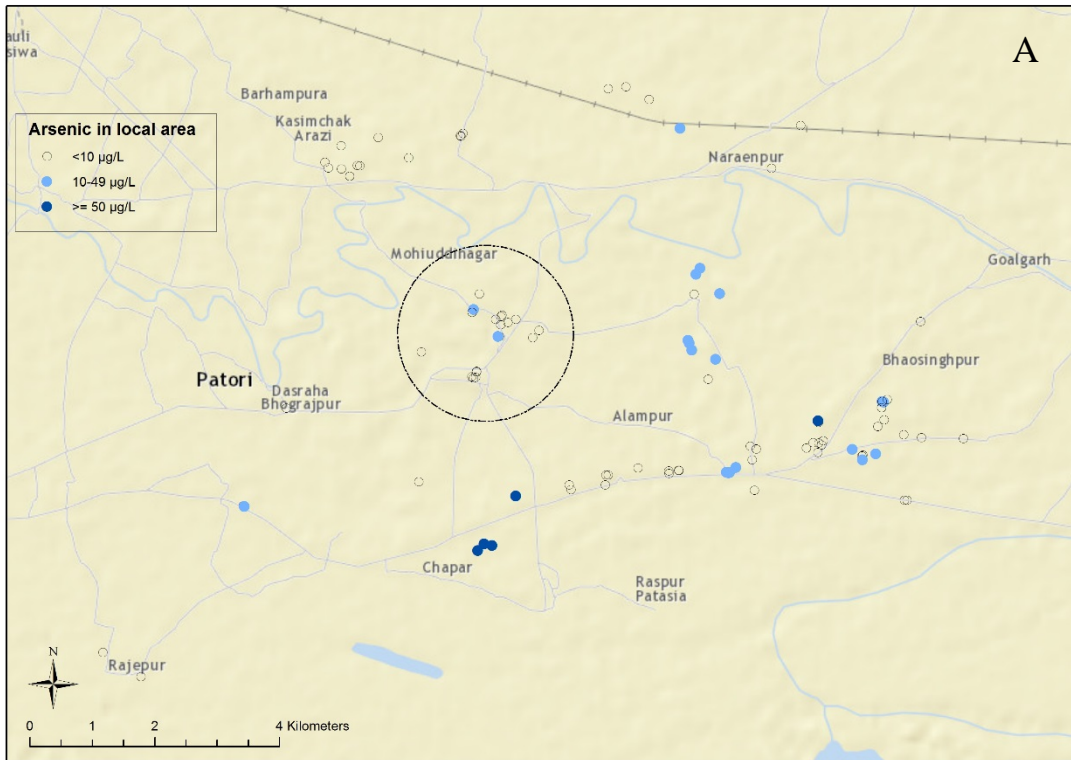 auli
siwa
A
Barhampura
Kasimchak
Arazi
Arsenic in local area
<10 µg/L
10-49 µg/L
>= 50 µg/L
Naraenpur
Mohiuddinagar
Goalgarh
Bhaosinghpur
Patori
Dasraha
Bhograjpur
Alampur
Chapar
Raspur
Patasia
N
Rajepur
0 1 2 4 Kilometers